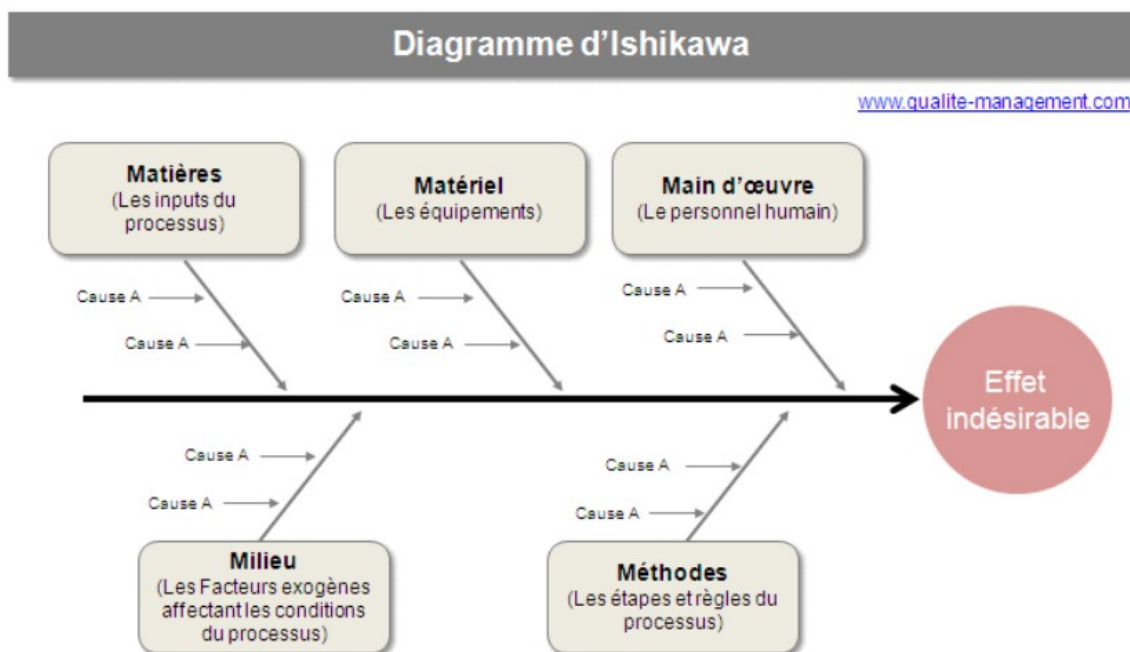 Diagramme d'Ishikawa
www.qualite-management.com
Matières
(Les inputs du
processus)
Matériel
(Les équipements)
Main d'œuvre
(Le personnel humain)
Cause A
Cause A
Cause A
Cause A
Cause A
Cause A
Effet
indésirable
Cause A
Cause A
Cause A
Cause A
Milieu
(Les Facteurs exogènes
affectant les conditions
du processus)
Méthodes
(Les étapes et règles du
processus)